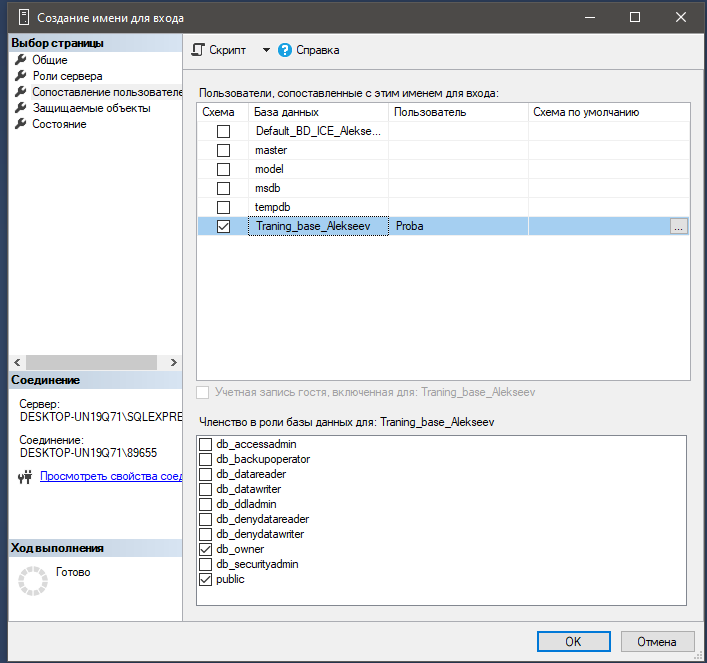 Создание имени для входа
Выбор страницы
Общие
Роли сервера
Сопоставление пользователе
Защищаемые объекты
Состояние
Скрипт
Справка
Пользователи, сопоставленные с этим именем для входа:
Схема База данных Пользователь Схема по умолчанию
Default_BD_ICE_Alekse...
master
model
msdb
tempdb
Traning_base_Alekseev Proba ...
Учетная запись гостя, включенная для: Traning_base_Alekseev
Соединение
Сервер:
DESKTOP-UN19Q71\SQLEXPRE
Соединение:
DESKTOP-UN19Q71\89655
Просмотреть свойства соед
Ход выполнения
Готово
Членство в роли базы данных для: Traning_base_Alekseev
db_accessadmin
db_backupoperator
db_datareader
db_datawriter
db_ddladmin
db_denydatareader
db_denydatawriter
db_owner
db_securityadmin
public
OK
Отмена